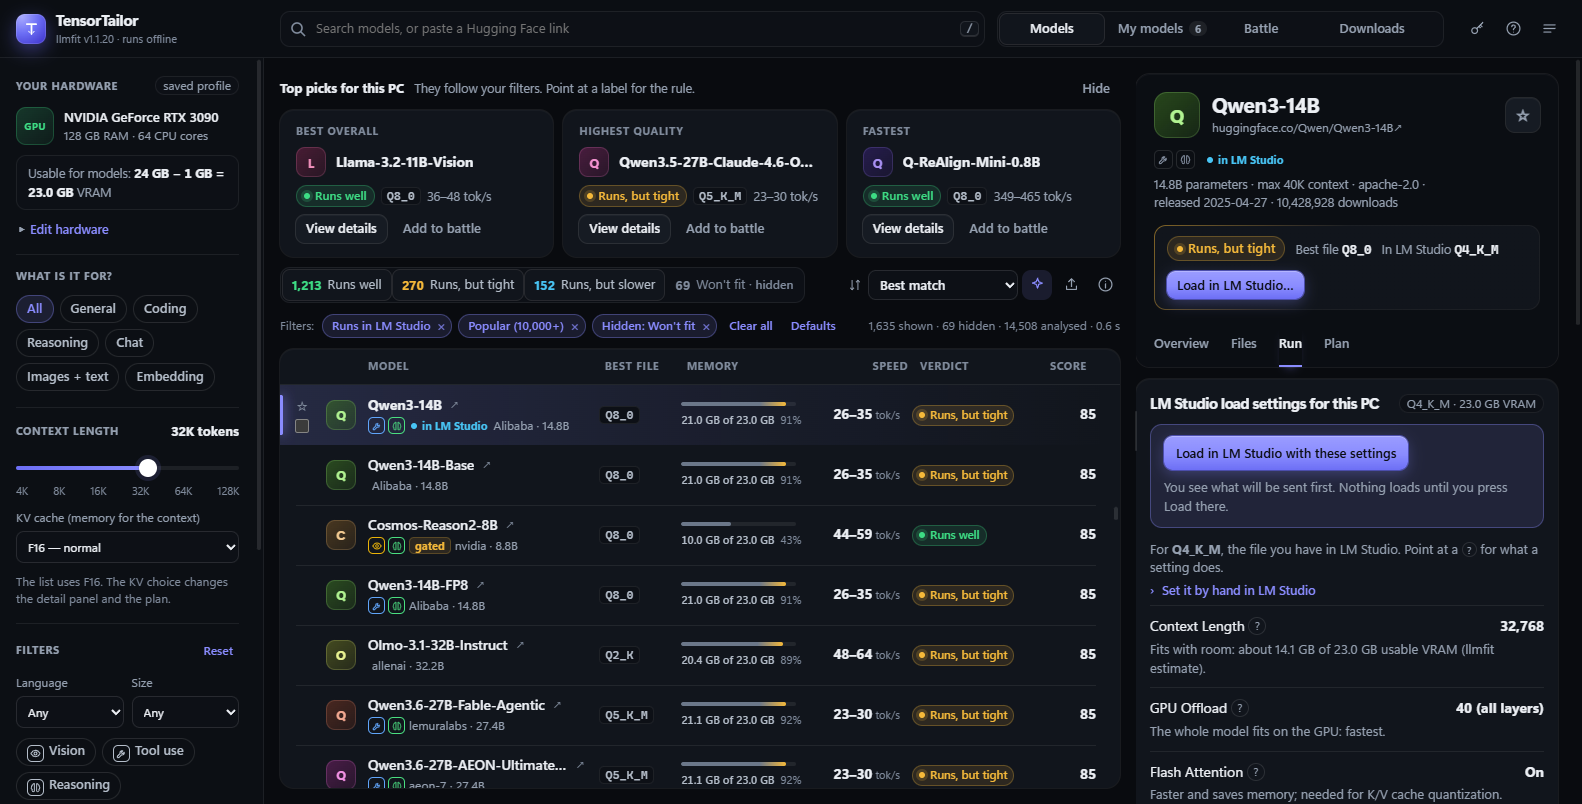 TensorTailor
llmfit v1.1.20 · runs offline
Search models, or paste a Hugging Face link
/
Models
My models 6
Battle
Downloads
YOUR HARDWARE
saved profile
GPU
NVIDIA GeForce RTX 3090
128 GB RAM · 64 CPU cores
Usable for models: 24 GB − 1 GB =
23.0 GB VRAM
▸ Edit hardware
WHAT IS IT FOR?
All
General
Coding
Reasoning
Chat
Images + text
Embedding
CONTEXT LENGTH
32K tokens
4K 8K 16K 32K 64K 128K
KV cache (memory for the context)
F16 — normal
The list uses F16. The KV choice changes
the detail panel and the plan.
FILTERS
Reset
Language
Size
Any
Any
Vision
Tool use
Reasoning
Top picks for this PC They follow your filters. Point at a label for the rule.
Hide
BEST OVERALL
L
Llama-3.2-11B-Vision
Runs well Q8_0 36–48 tok/s
View details
Add to battle
HIGHEST QUALITY
Q
Qwen3.5-27B-Claude-4.6-O...
Runs, but tight Q5_K_M 23–30 tok/s
View details
Add to battle
FASTEST
Q
Q-ReAlign-Mini-0.8B
Runs well Q8_0 349–465 tok/s
View details
Add to battle
1,213 Runs well
270 Runs, but tight
152 Runs, but slower
69 Won't fit · hidden
Best match
Filters:
Runs in LM Studio ×
Popular (10,000+) ×
Hidden: Won't fit ×
Clear all
Defaults
1,635 shown · 69 hidden · 14,508 analysed · 0.6 s
MODEL BEST FILE MEMORY SPEED VERDICT SCORE
Q
Qwen3-14B ↗
in LM Studio Alibaba · 14.8B
Q8_0
21.0 GB of 23.0 GB 91%
26–35 tok/s
Runs, but tight
85
Q
Qwen3-14B-Base ↗
Alibaba · 14.8B
Q8_0
21.0 GB of 23.0 GB 91%
26–35 tok/s
Runs, but tight
85
C
Cosmos-Reason2-8B ↗
gated nvidia · 8.8B
Q8_0
10.0 GB of 23.0 GB 43%
44–59 tok/s
Runs well
85
Q
Qwen3-14B-FP8 ↗
Alibaba · 14.8B
Q8_0
21.0 GB of 23.0 GB 91%
26–35 tok/s
Runs, but tight
85
O
Olmo-3.1-32B-Instruct ↗
allenai · 32.2B
Q2_K
20.4 GB of 23.0 GB 89%
48–64 tok/s
Runs, but tight
85
Q
Qwen3.6-27B-Fable-Agentic ↗
lemuralabs · 27.4B
Q5_K_M
21.1 GB of 23.0 GB 92%
23–30 tok/s
Runs, but tight
85
Q
Qwen3.6-27B-AEON-Ultimate... ↗
aeon-7 · 27.4B
Q5_K_M
21.1 GB of 23.0 GB 92%
23–30 tok/s
Runs, but tight
85
Q
Qwen3-14B
huggingface.co/Qwen/Qwen3-14B↗
in LM Studio
14.8B parameters · max 40K context · apache-2.0 ·
released 2025-04-27 · 10,428,928 downloads
Runs, but tight Best file Q8_0 In LM Studio Q4_K_M
Load in LM Studio...
Overview
Files
Run
Plan
LM Studio load settings for this PC
Q4_K_M · 23.0 GB VRAM
Load in LM Studio with these settings
You see what will be sent first. Nothing loads until you press
Load there.
For Q4_K_M, the file you have in LM Studio. Point at a ? for what a
setting does.
› Set it by hand in LM Studio
Context Length ? 32,768
Fits with room: about 14.1 GB of 23.0 GB usable VRAM (llmfit
estimate).
GPU Offload ? 40 (all layers)
The whole model fits on the GPU: fastest.
Flash Attention ? On
Faster and saves memory; needed for K/V cache quantization.